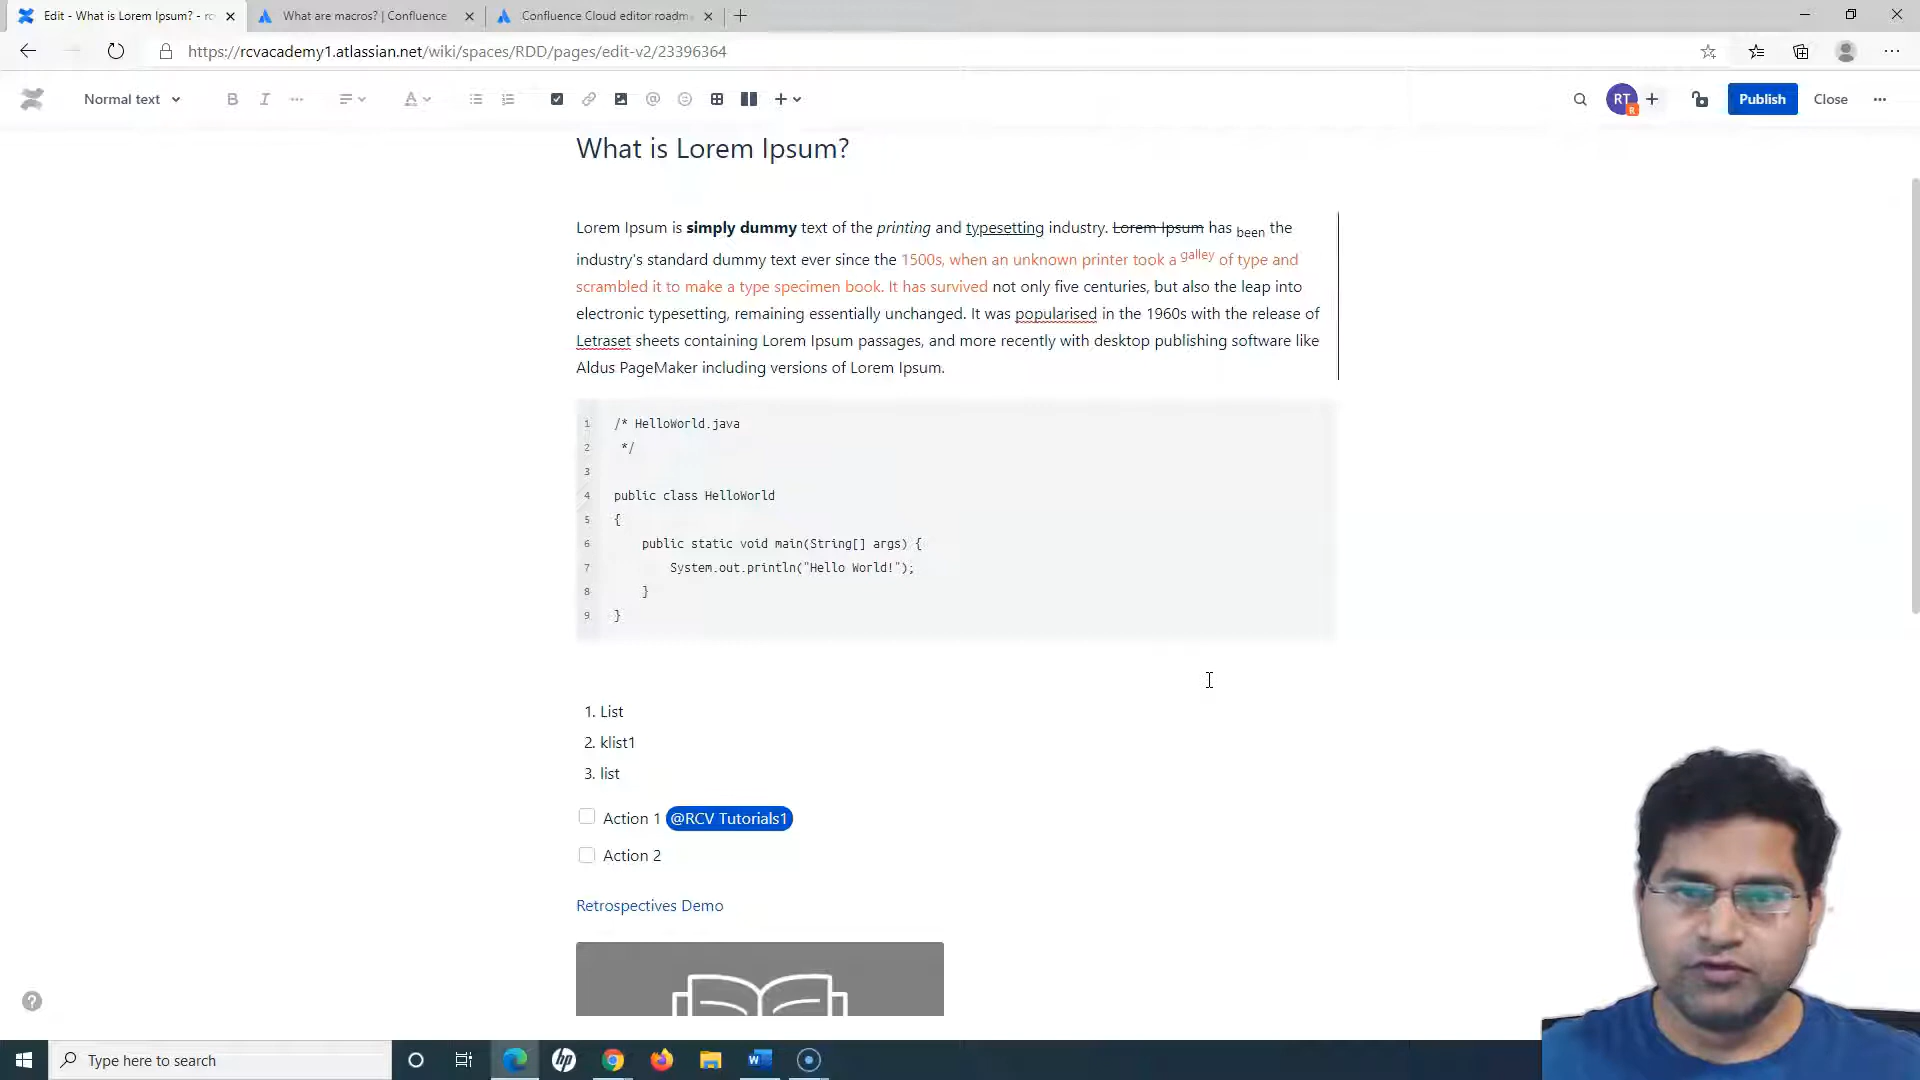 Edit - What is Lorem Ipsum? - rc
What are macros? | Confluence
Confluence Cloud editor roadm
https://rcvacademy1.atlassian.net/wiki/spaces/RDD/pages/edit-v2/23396364
Normal text
B
I
A
RT
R
Publish
Close
What is Lorem Ipsum?
Lorem Ipsum is simply dummy text of the printing and typesetting industry. Lorem Ipsum has been the
industry's standard dummy text ever since the 1500s, when an unknown printer took a galley of type and
scrambled it to make a type specimen book. It has survived not only five centuries, but also the leap into
electronic typesetting, remaining essentially unchanged. It was popularised in the 1960s with the release of
Letraset sheets containing Lorem Ipsum passages, and more recently with desktop publishing software like
Aldus PageMaker including versions of Lorem Ipsum.
1 /* HelloWorld.java
2 */
3
4 public class HelloWorld
5 {
6 public static void main(String[] args) {
7 System.out.println("Hello World!");
8 }
9 }
1. List
2. klist1
3. list
Action 1 @RCV Tutorials1
Action 2
Retrospectives Demo
?
Type here to search
hp
W